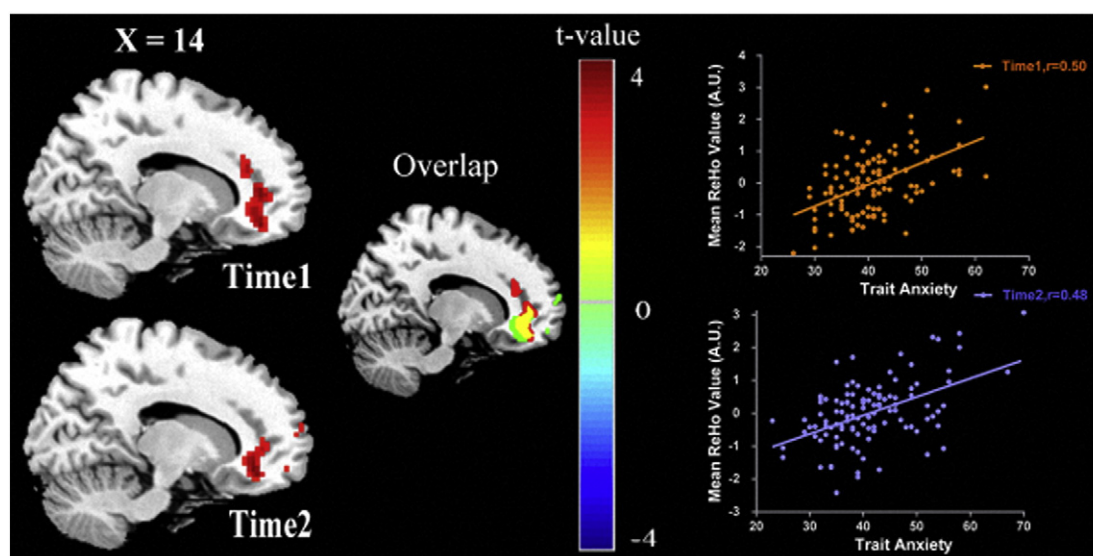 X = 14
Time1
Time2
Overlap
t-value
4
0
-4
Time1,r=0.50
Mean ReHo Value (A.U.)
4
3
2
1
0
-1
-2
20 30 40 50 60 70
Trait Anxiety
Time2,r=0.48
Mean ReHo Value (A.U.)
3
2
1
0
-1
-2
-3
20 30 40 50 60 70
Trait Anxiety